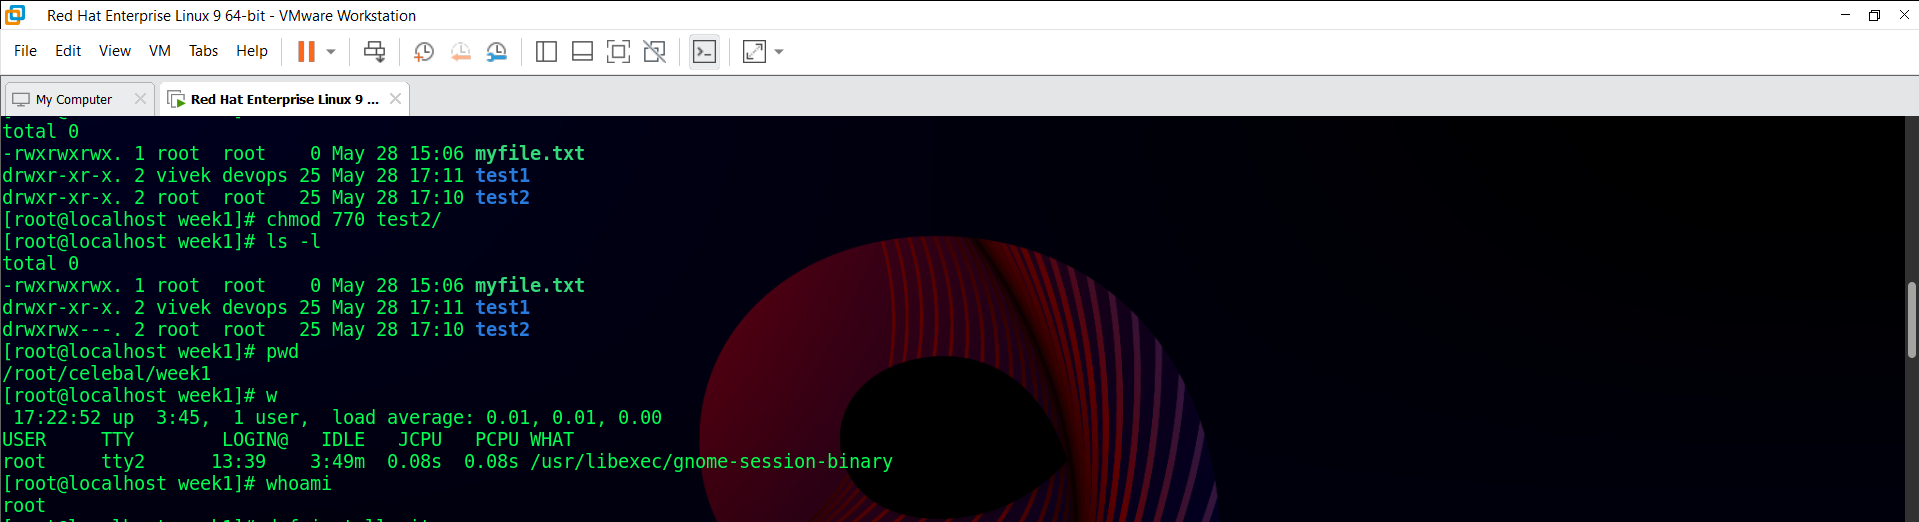 Red Hat Enterprise Linux 9 64-bit - VMware Workstation
File Edit View VM Tabs Help
My Computer Red Hat Enterprise Linux 9 ...
total 0
-rwxrwxrwx. 1 root  root    0 May 28 15:06 myfile.txt
drwxr-xr-x. 2 vivek devops 25 May 28 17:11 test1
drwxr-xr-x. 2 root  root   25 May 28 17:10 test2
[root@localhost week1]# chmod 770 test2/
[root@localhost week1]# ls -l
total 0
-rwxrwxrwx. 1 root  root    0 May 28 15:06 myfile.txt
drwxr-xr-x. 2 vivek devops 25 May 28 17:11 test1
drwxrwx---. 2 root  root   25 May 28 17:10 test2
[root@localhost week1]# pwd
/root/celebal/week1
[root@localhost week1]# w
 17:22:52 up  3:45,  1 user,  load average: 0.01, 0.01, 0.00
USER     TTY        LOGIN@   IDLE   JCPU   PCPU WHAT
root     tty2      13:39    3:49m  0.08s  0.08s /usr/libexec/gnome-session-binary
[root@localhost week1]# whoami
root